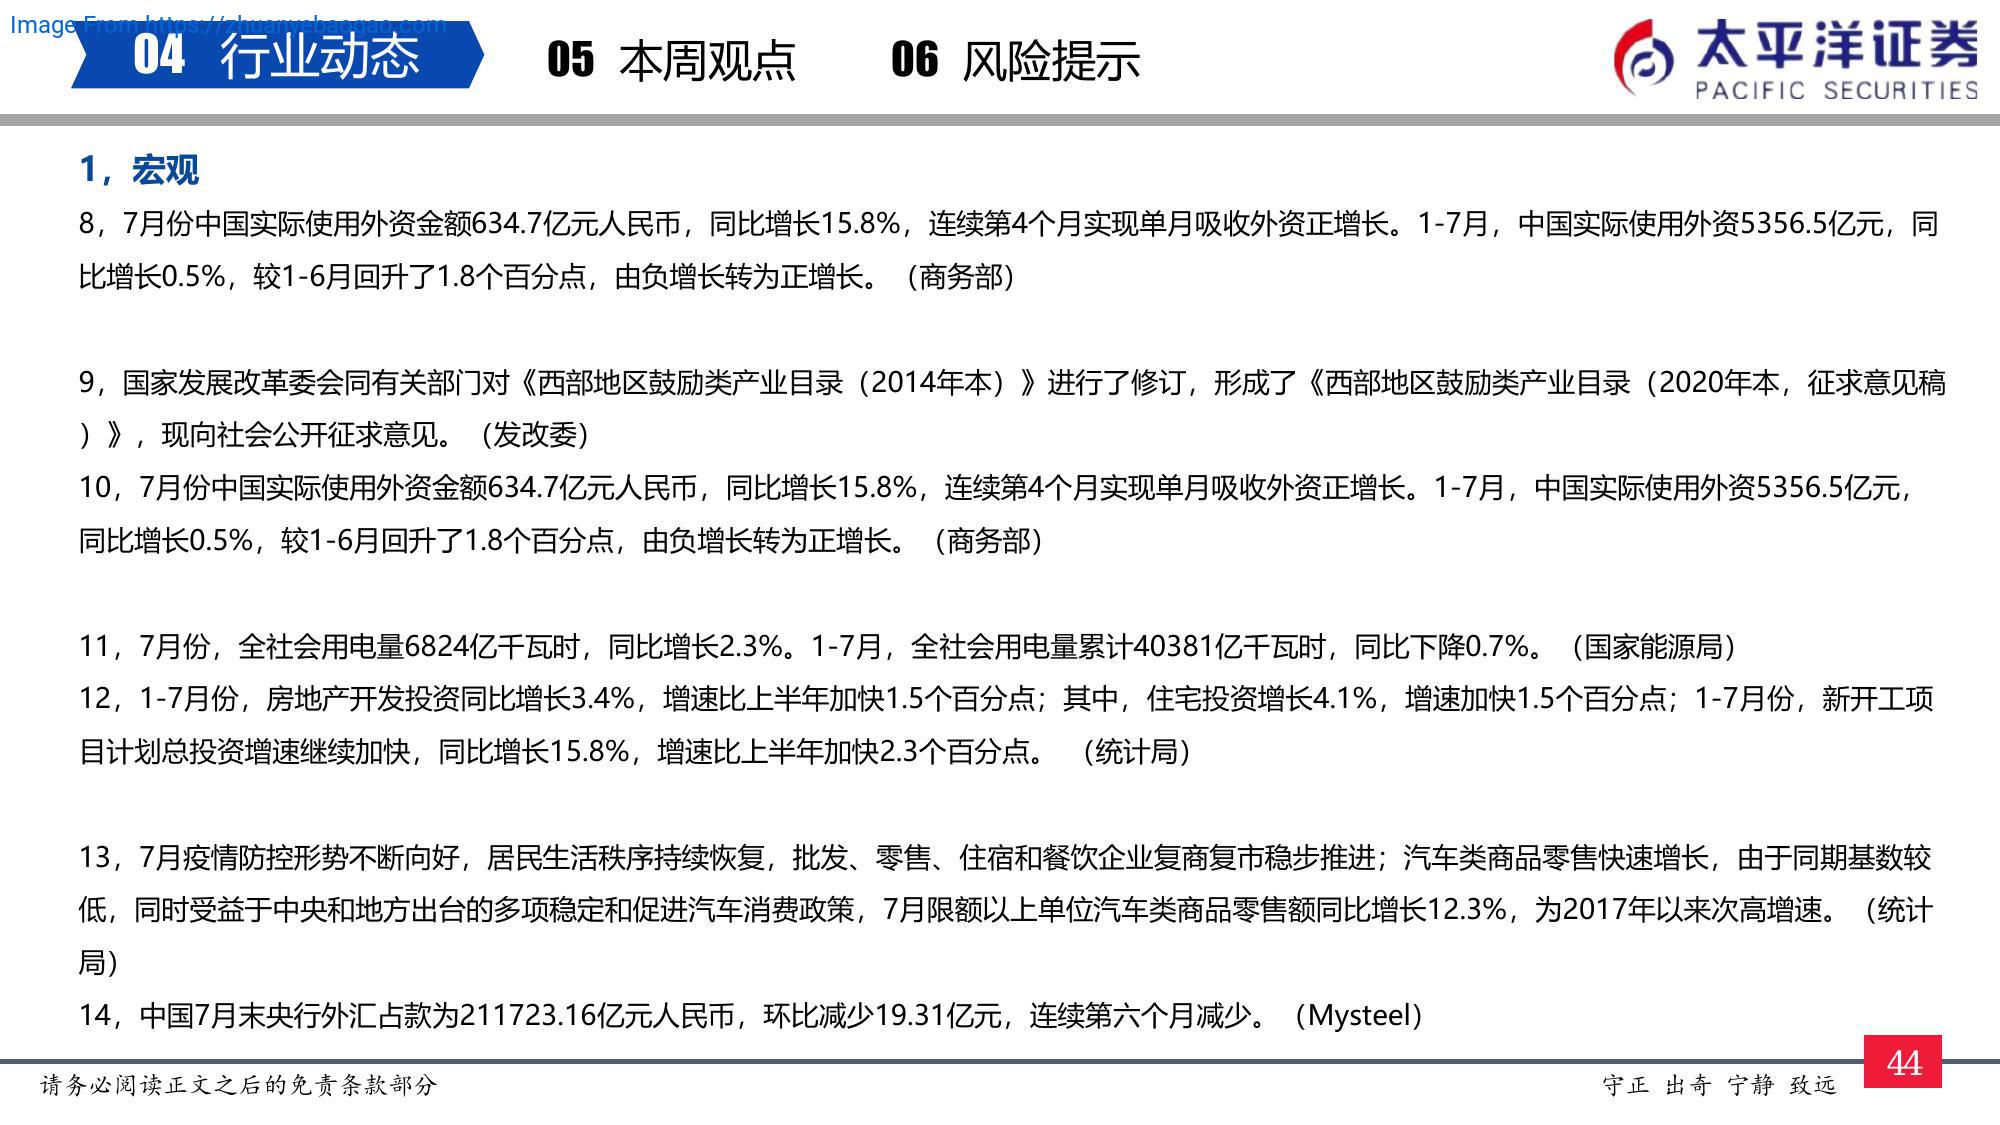 Image From https://zhuanyebaogao.com
04 行业动态 05 本周观点 06 风险提示
太平洋证券
PACIFIC SECURITIES
1，宏观
8，7月份中国实际使用外资金额634.7亿元人民币，同比增长15.8%，连续第4个月实现单月吸收外资正增长。1-7月，中国实际使用外资5356.5亿元，同
比增长0.5%，较1-6月回升了1.8个百分点，由负增长转为正增长。（商务部）
9，国家发展改革委会同有关部门对《西部地区鼓励类产业目录（2014年本）》进行了修订，形成了《西部地区鼓励类产业目录（2020年本，征求意见稿
）》，现向社会公开征求意见。（发改委）
10，7月份中国实际使用外资金额634.7亿元人民币，同比增长15.8%，连续第4个月实现单月吸收外资正增长。1-7月，中国实际使用外资5356.5亿元，
同比增长0.5%，较1-6月回升了1.8个百分点，由负增长转为正增长。（商务部）
11，7月份，全社会用电量6824亿千瓦时，同比增长2.3%。1-7月，全社会用电量累计40381亿千瓦时，同比下降0.7%。（国家能源局）
12，1-7月份，房地产开发投资同比增长3.4%，增速比上半年加快1.5个百分点；其中，住宅投资增长4.1%，增速加快1.5个百分点；1-7月份，新开工项
目计划总投资增速继续加快，同比增长15.8%，增速比上半年加快2.3个百分点。 （统计局）
13，7月疫情防控形势不断向好，居民生活秩序持续恢复，批发、零售、住宿和餐饮企业复商复市稳步推进；汽车类商品零售快速增长，由于同期基数较
低，同时受益于中央和地方出台的多项稳定和促进汽车消费政策，7月限额以上单位汽车类商品零售额同比增长12.3%，为2017年以来次高增速。（统计
局）
14，中国7月末央行外汇占款为211723.16亿元人民币，环比减少19.31亿元，连续第六个月减少。（Mysteel）
请务必阅读正文之后的免责条款部分
守正 出奇 宁静 致远
44